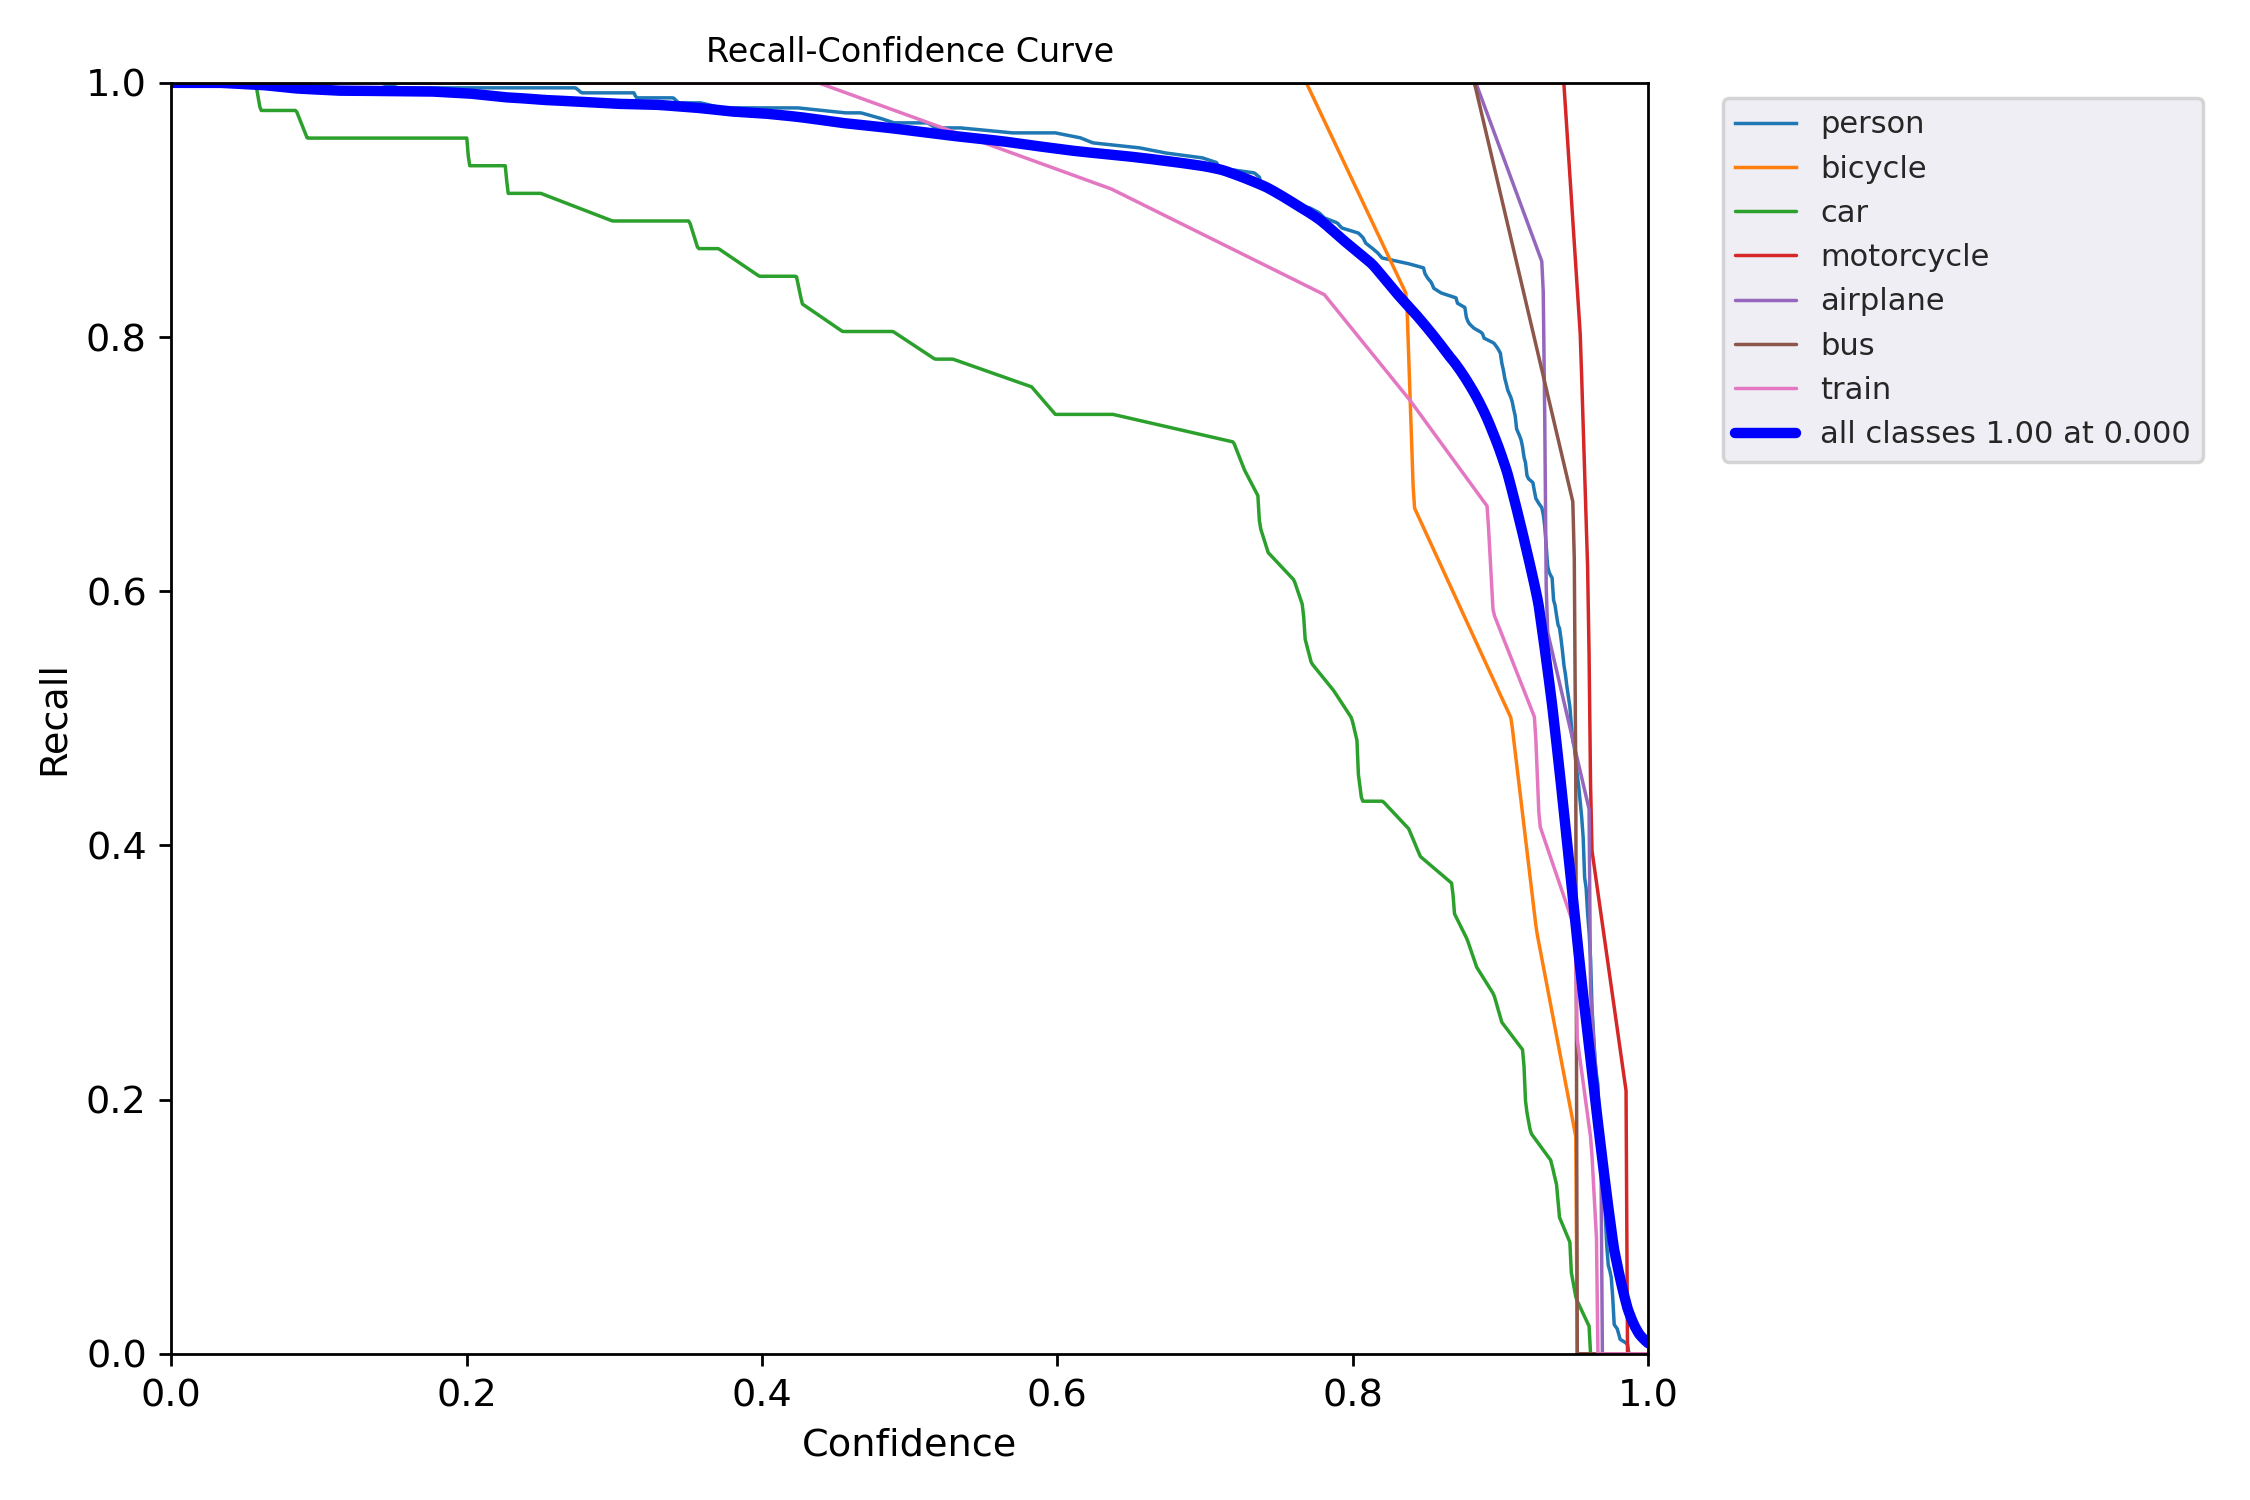 Recall-Confidence Curve
1.0
0.8
0.6
0.4
0.2
0.0
Recall
0.0 0.2 0.4 0.6 0.8 1.0
Confidence
person
bicycle
car
motorcycle
airplane
bus
train
all classes 1.00 at 0.000